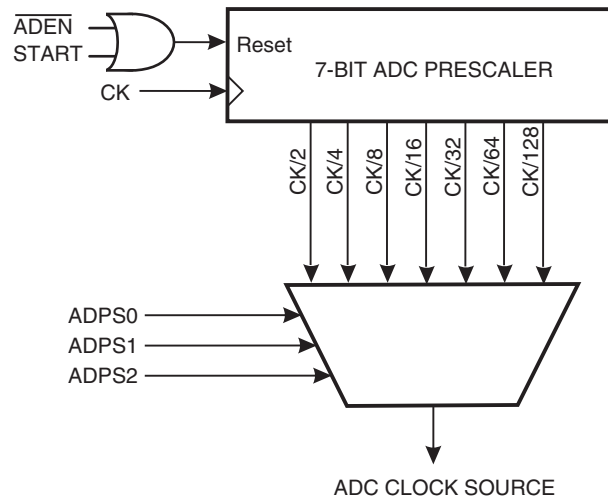 ADEN
START
Reset
7-BIT ADC PRESCALER
CK
CK/2
CK/4
CK/8
CK/16
CK/32
CK/64
CK/128
ADPS0
ADPS1
ADPS2
ADC CLOCK SOURCE